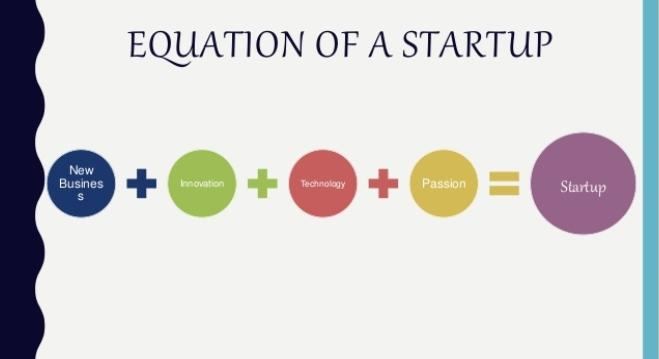 EQUATION OF A STARTUP
New
Busines
s
Innovation
Technology
Passion
Startup